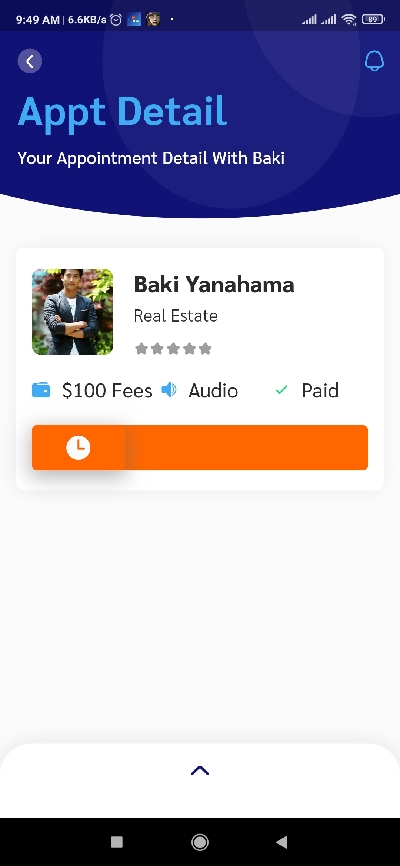 9:49 AM | 6.6KB/s
89
Appt Detail
Your Appointment Detail With Baki
Baki Yanahama
Real Estate
$100 Fees Audio Paid